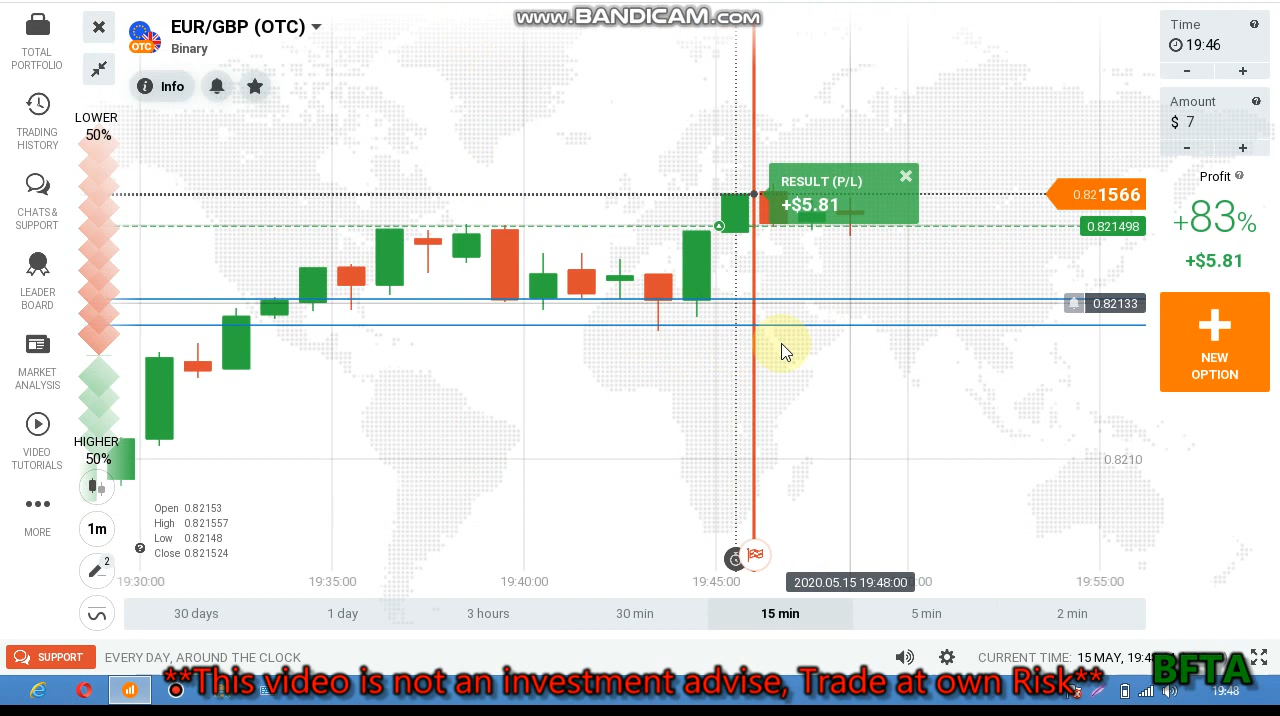 www.BANDICAM.com
EUR/GBP (OTC)
OTC
Binary
Info
TOTAL
PORTFOLIO
TRADING
HISTORY
CHATS &
SUPPORT
LEADER
BOARD
MARKET
ANALYSIS
VIDEO
TUTORIALS
MORE
LOWER
50%
HIGHER
50%
1m
2
RESULT (P/L)
+$5.81
0.821566
0.821498
0.82133
0.8210
Open 0.82153
High 0.821557
Low 0.82148
Close 0.821524
19:30:00
19:35:00
19:40:00
19:45:00
2020.05.15 19:48:00
19:55:00
30 days
1 day
3 hours
30 min
15 min
5 min
2 min
Time
19:46
- +
Amount
$ 7
- +
Profit
+83%
+$5.81
+
NEW
OPTION
SUPPORT
EVERY DAY, AROUND THE CLOCK
CURRENT TIME: 15 MAY,
BFTA
**This video is not an investment advise, Trade at own Risk**
19:48